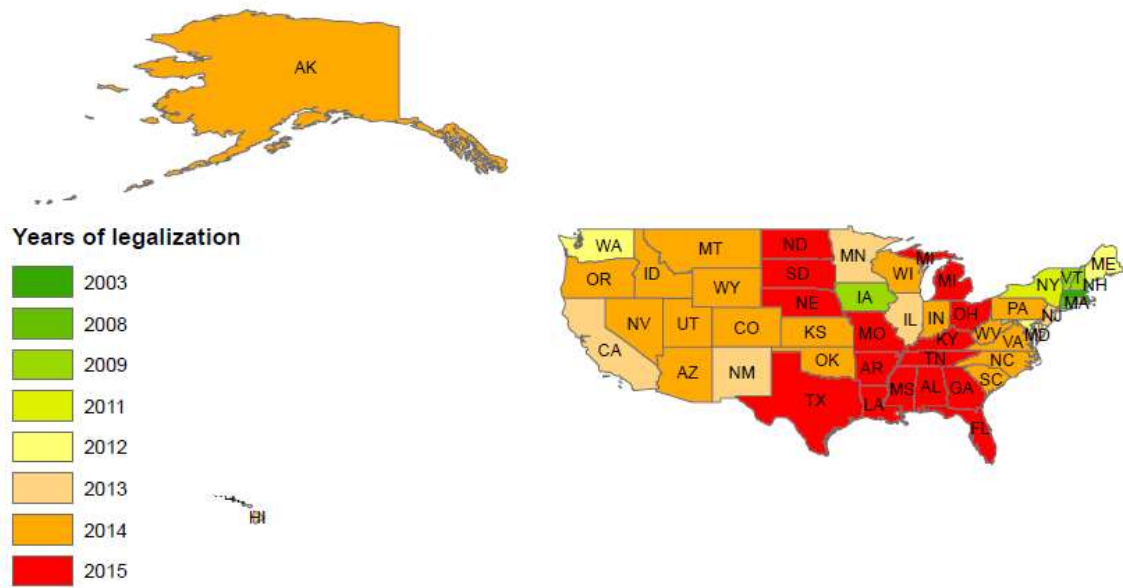 AK
Years of legalization
2003
2008
2009
2011
2012
2013
2014
2015
WA
MT
ND
MN
MI
ME
VT
NH
OR
ID
SD
WI
MI
NY
MA
WY
NE
IA
PA
NJ
NV
UT
CO
KS
MO
IL
IN
OH
WV
MD
VA
KY
CA
AZ
NM
OK
AR
TN
NC
SC
TX
LA
MS
AL
GA
FL
HI